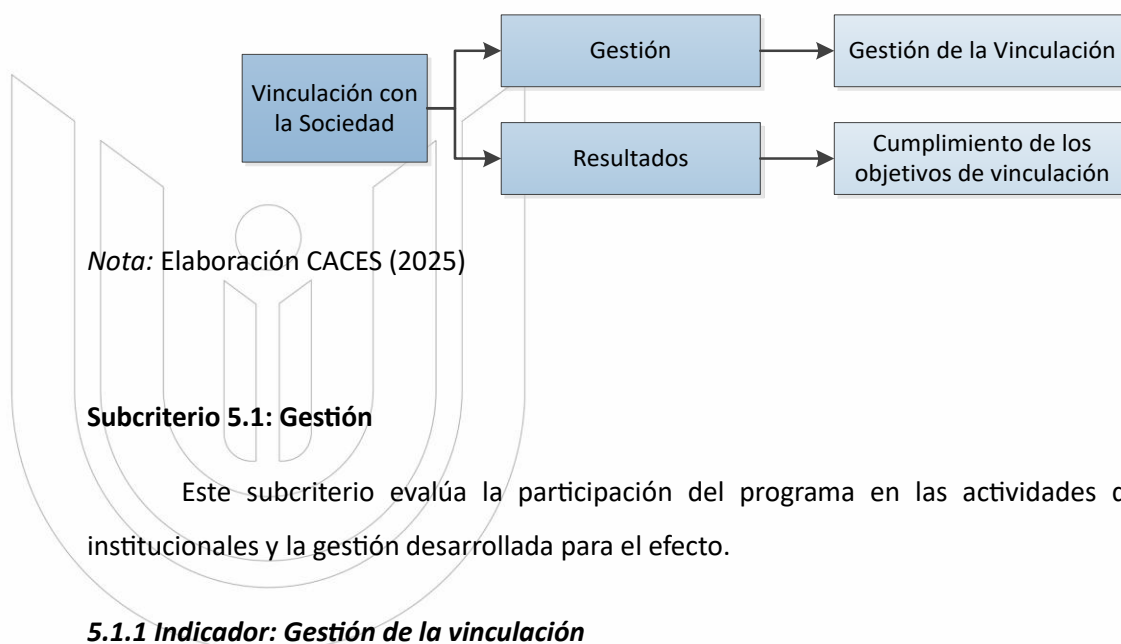 Vinculación con
la Sociedad
Gestión
Gestión de la Vinculación
Resultados
Cumplimiento de los
objetivos de vinculación
Nota: Elaboración CACES (2025)
Subcriterio 5.1: Gestión
Este subcriterio evalúa la participación del programa en las actividades
institucionales y la gestión desarrollada para el efecto.
5.1.1 Indicador: Gestión de la vinculación